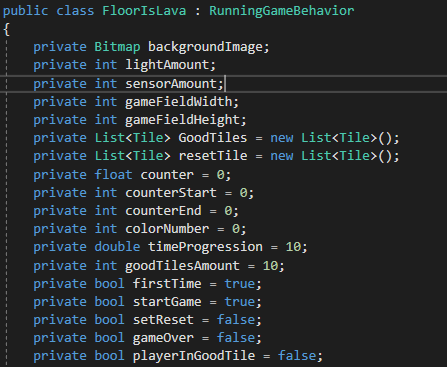 public class FloorIsLava : RunningGameBehavior
{
private Bitmap backgroundImage;
private int lightAmount;
private int sensorAmount;
private int gameFieldWidth;
private int gameFieldHeight;
private List<Tile> GoodTiles = new List<Tile>();
private List<Tile> resetTile = new List<Tile>();
private float counter = 0;
private int counterStart = 0;
private int counterEnd = 0;
private int colorNumber = 0;
private double timeProgression = 10;
private int goodTilesAmount = 10;
private bool firstTime = true;
private bool startGame = true;
private bool setReset = false;
private bool gameOver = false;
private bool playerInGoodTile = false;